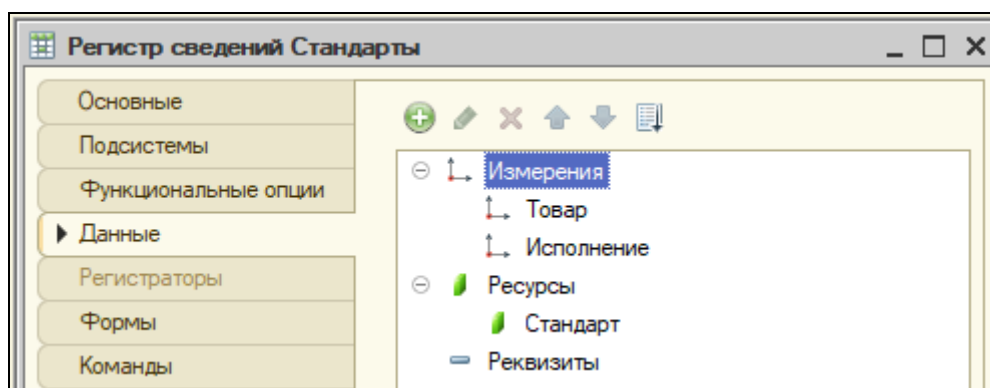 Регистр сведений Стандарты
Основные
Подсистемы
Функциональные опции
Данные
Регистраторы
Формы
Команды
Измерения
Товар
Исполнение
Ресурсы
Стандарт
Реквизиты